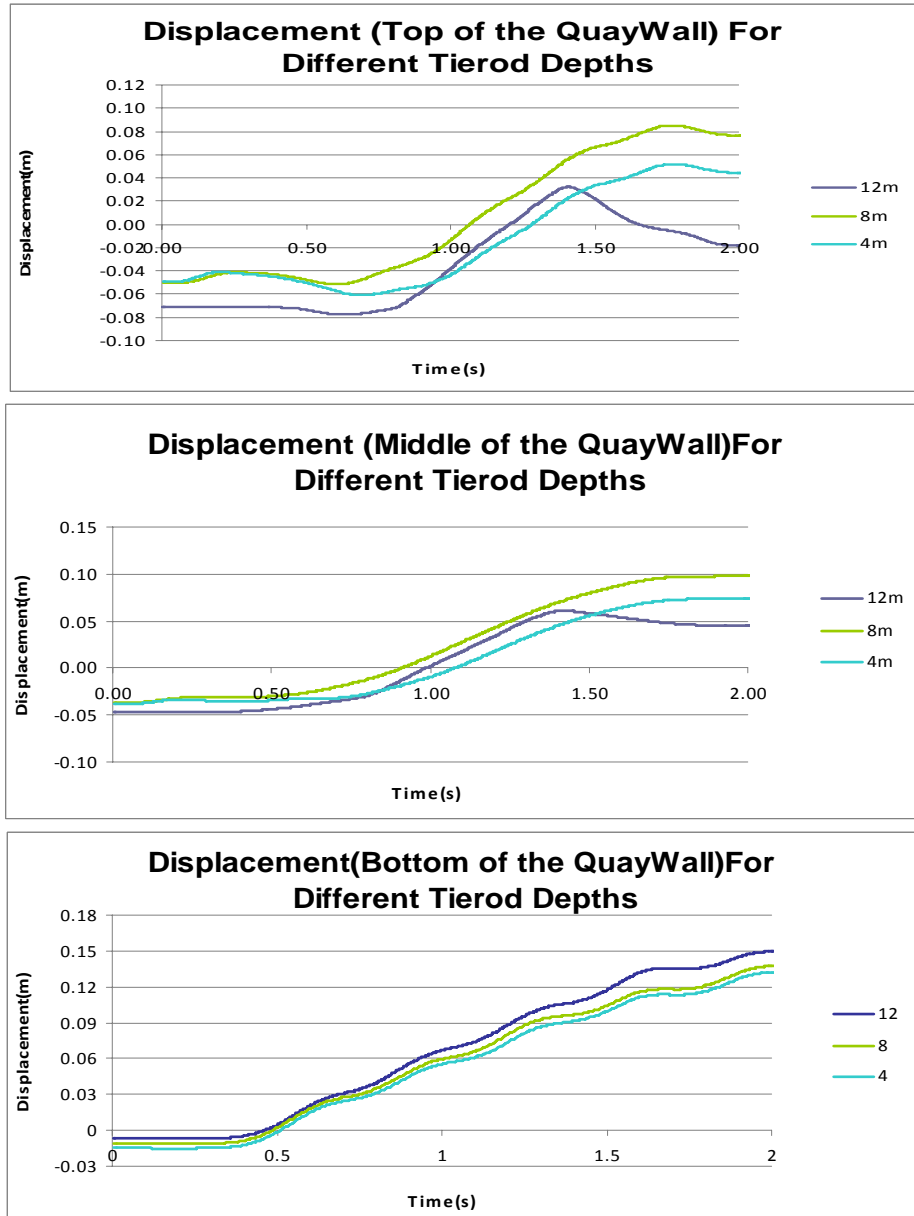 Displacement (Top of the QuayWall) For
Different Tierod Depths
0.12
0.10
0.08
0.06
0.04
0.02
0.00
-0.02
-0.04
-0.06
-0.08
-0.10
0.00 0.50 1.00 1.50 2.00
Displacement(m)
Time(s)
12m
8m
4m
Displacement (Middle of the QuayWall)For
Different Tierod Depths
0.15
0.10
0.05
0.00
-0.05
-0.10
0.00 0.50 1.00 1.50 2.00
Displacement(m)
Time(s)
12m
8m
4m
Displacement(Bottom of the QuayWall)For
Different Tierod Depths
0.18
0.15
0.12
0.09
0.06
0.03
0
-0.03
0 0.5 1 1.5 2
Displacement(m)
Time(s)
12
8
4